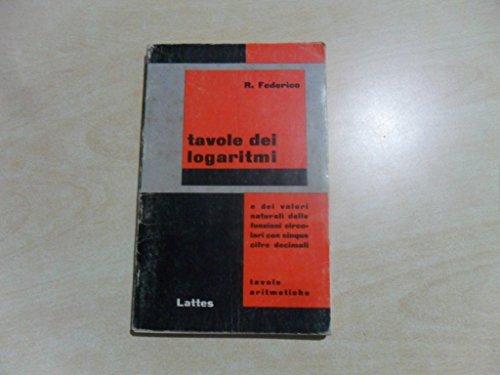 R. Federico
tavole dei
logaritmi
e dei valori
naturali delle
funzioni circo-
lari con cinque
cifre decimali
tavole
aritmetiche
Lattes